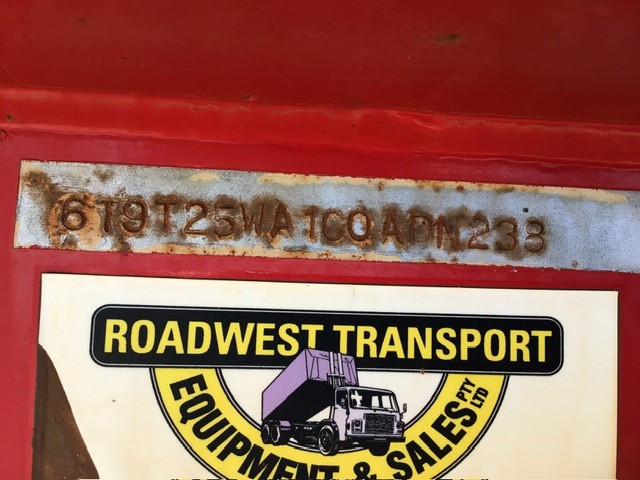 6T9T25WA1C0ADN238
ROADWEST TRANSPORT
EQUIPMENT & SALES PTY LTD